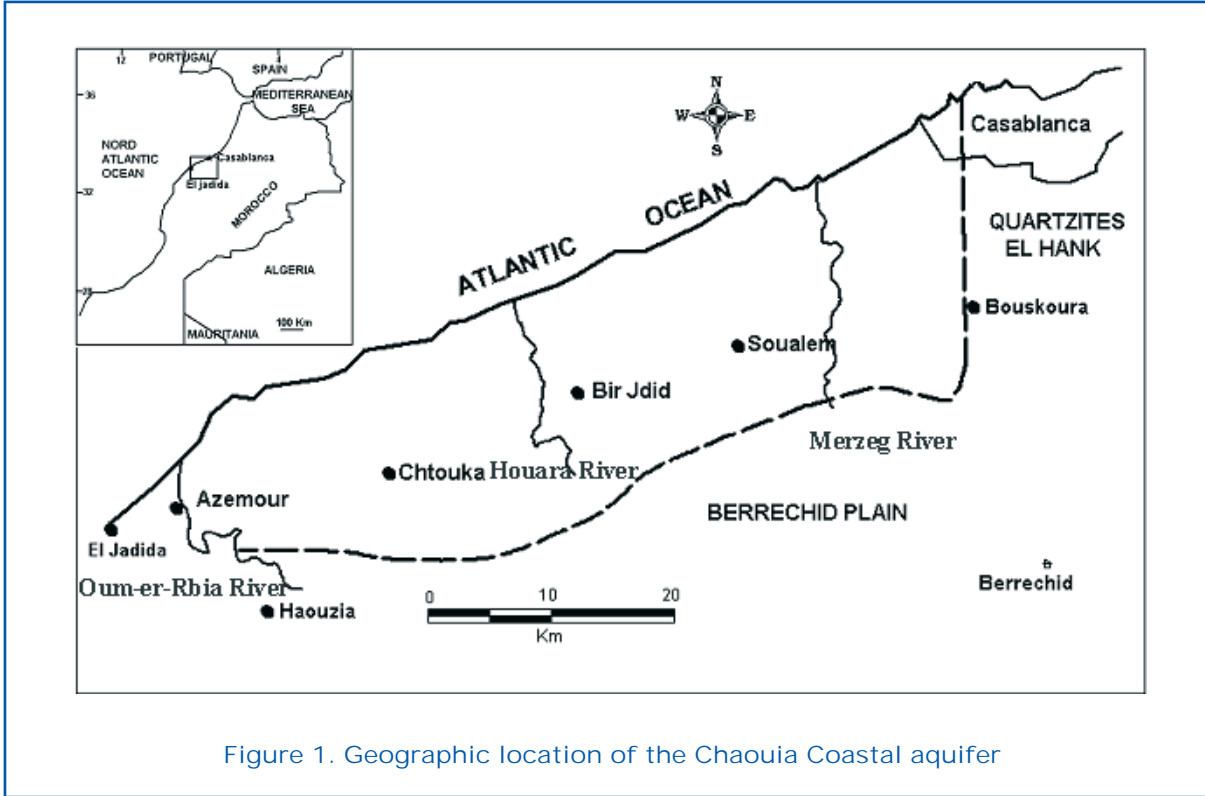 12
4
PORTUGAL
SPAIN
36
MEDITERRANEAN
SEA
NORD
ATLANTIC
OCEAN
Casablanca
El jadida
32
MOROCCO
ALGERIA
28
MAURITANIA
100 Km
N
W
E
S
Casablanca
ATLANTIC OCEAN
QUARTZITES
EL HANK
Bouskoura
Soualem
Bir Jdid
Merzeg River
Chtouka
Houara River
Azemour
BERRECHID PLAIN
El Jadida
Berrechid
Oum-er-Rbia River
Haouzia
0
10
20
Km
Figure 1. Geographic location of the Chaouia Coastal aquifer